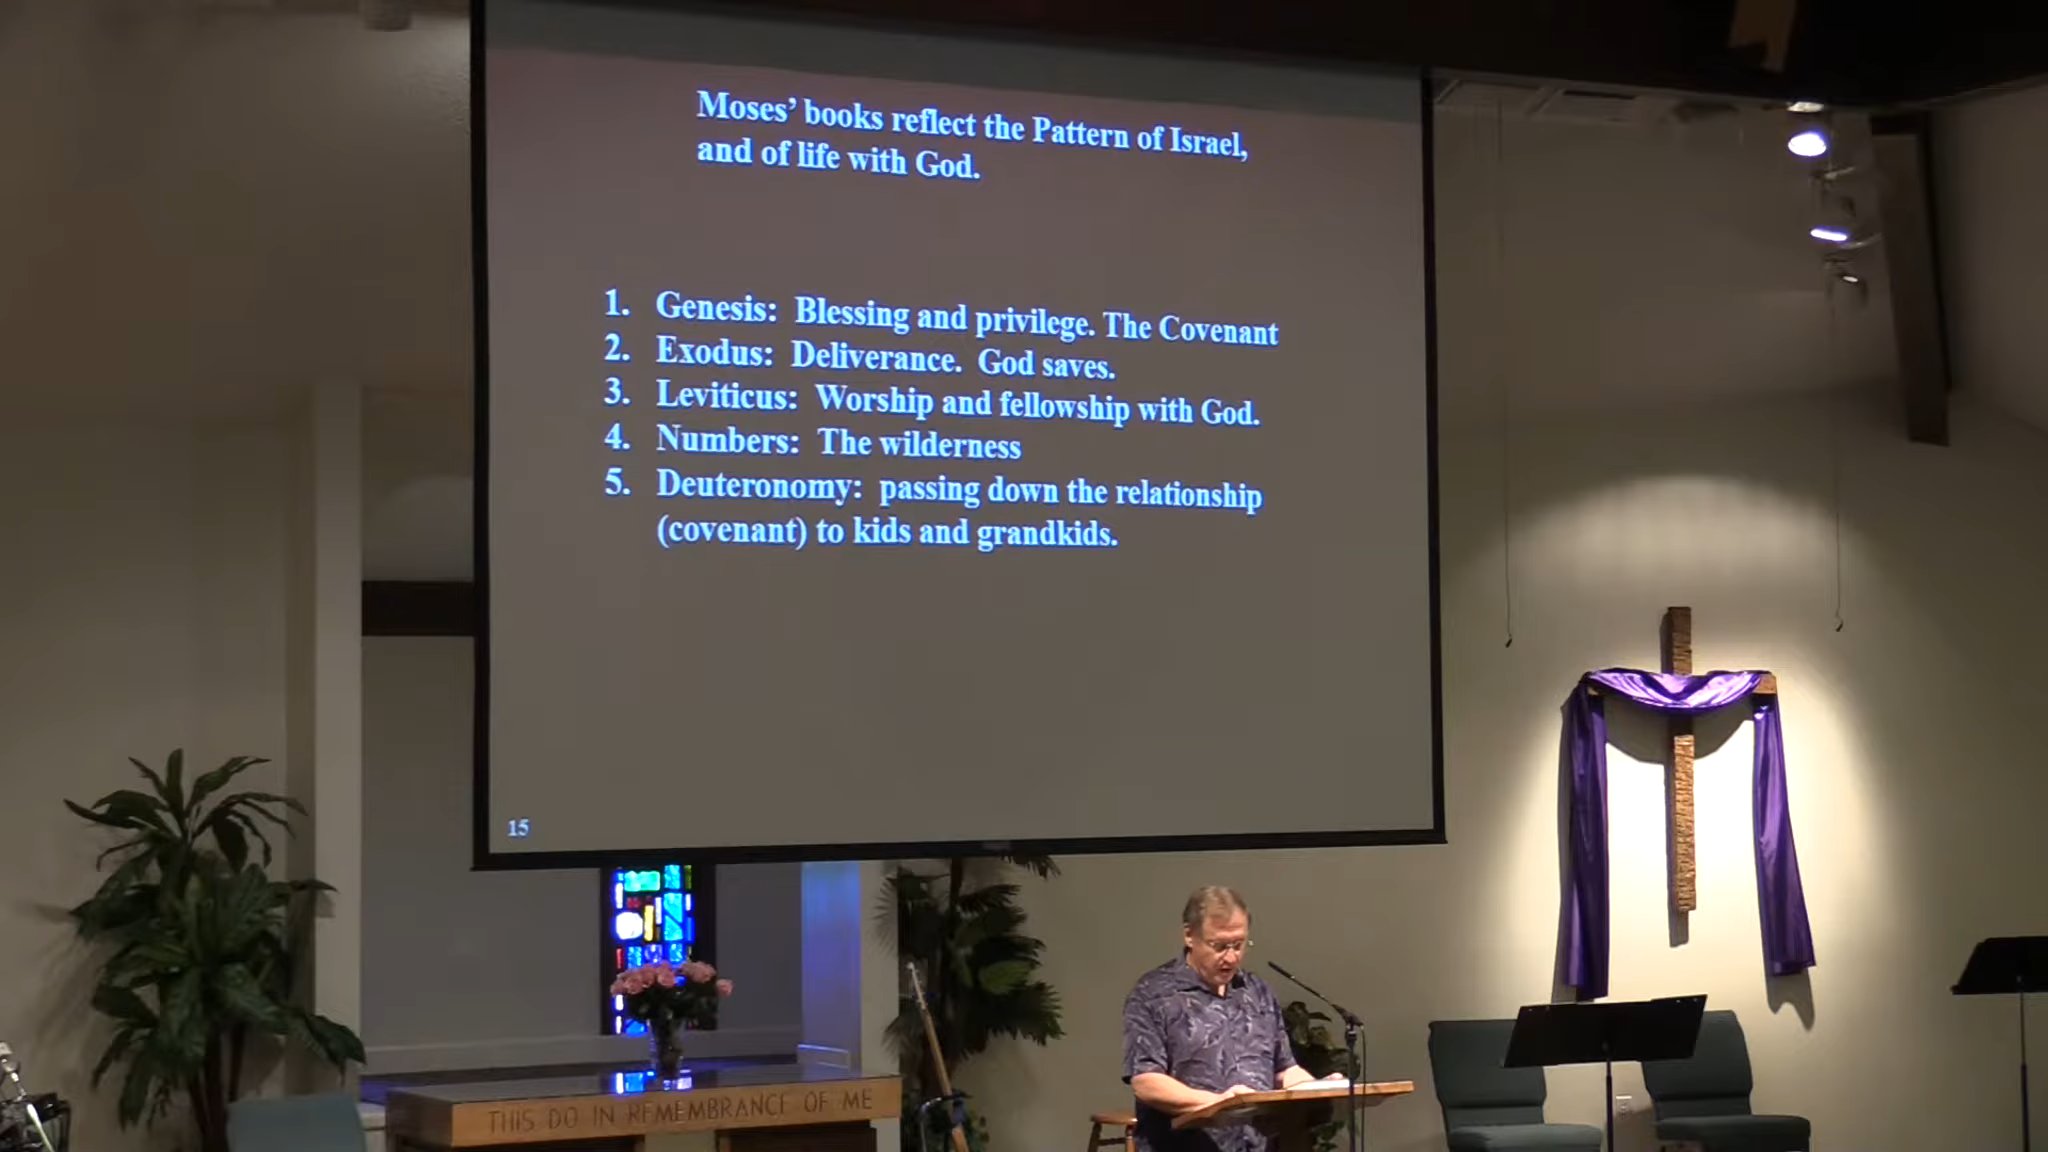 Moses’ books reflect the Pattern of Israel,
and of life with God.
1. Genesis: Blessing and privilege. The Covenant
2. Exodus: Deliverance. God saves.
3. Leviticus: Worship and fellowship with God.
4. Numbers: The wilderness
5. Deuteronomy: passing down the relationship
(covenant) to kids and grandkids.
15
THIS DO IN REMEMBRANCE OF ME